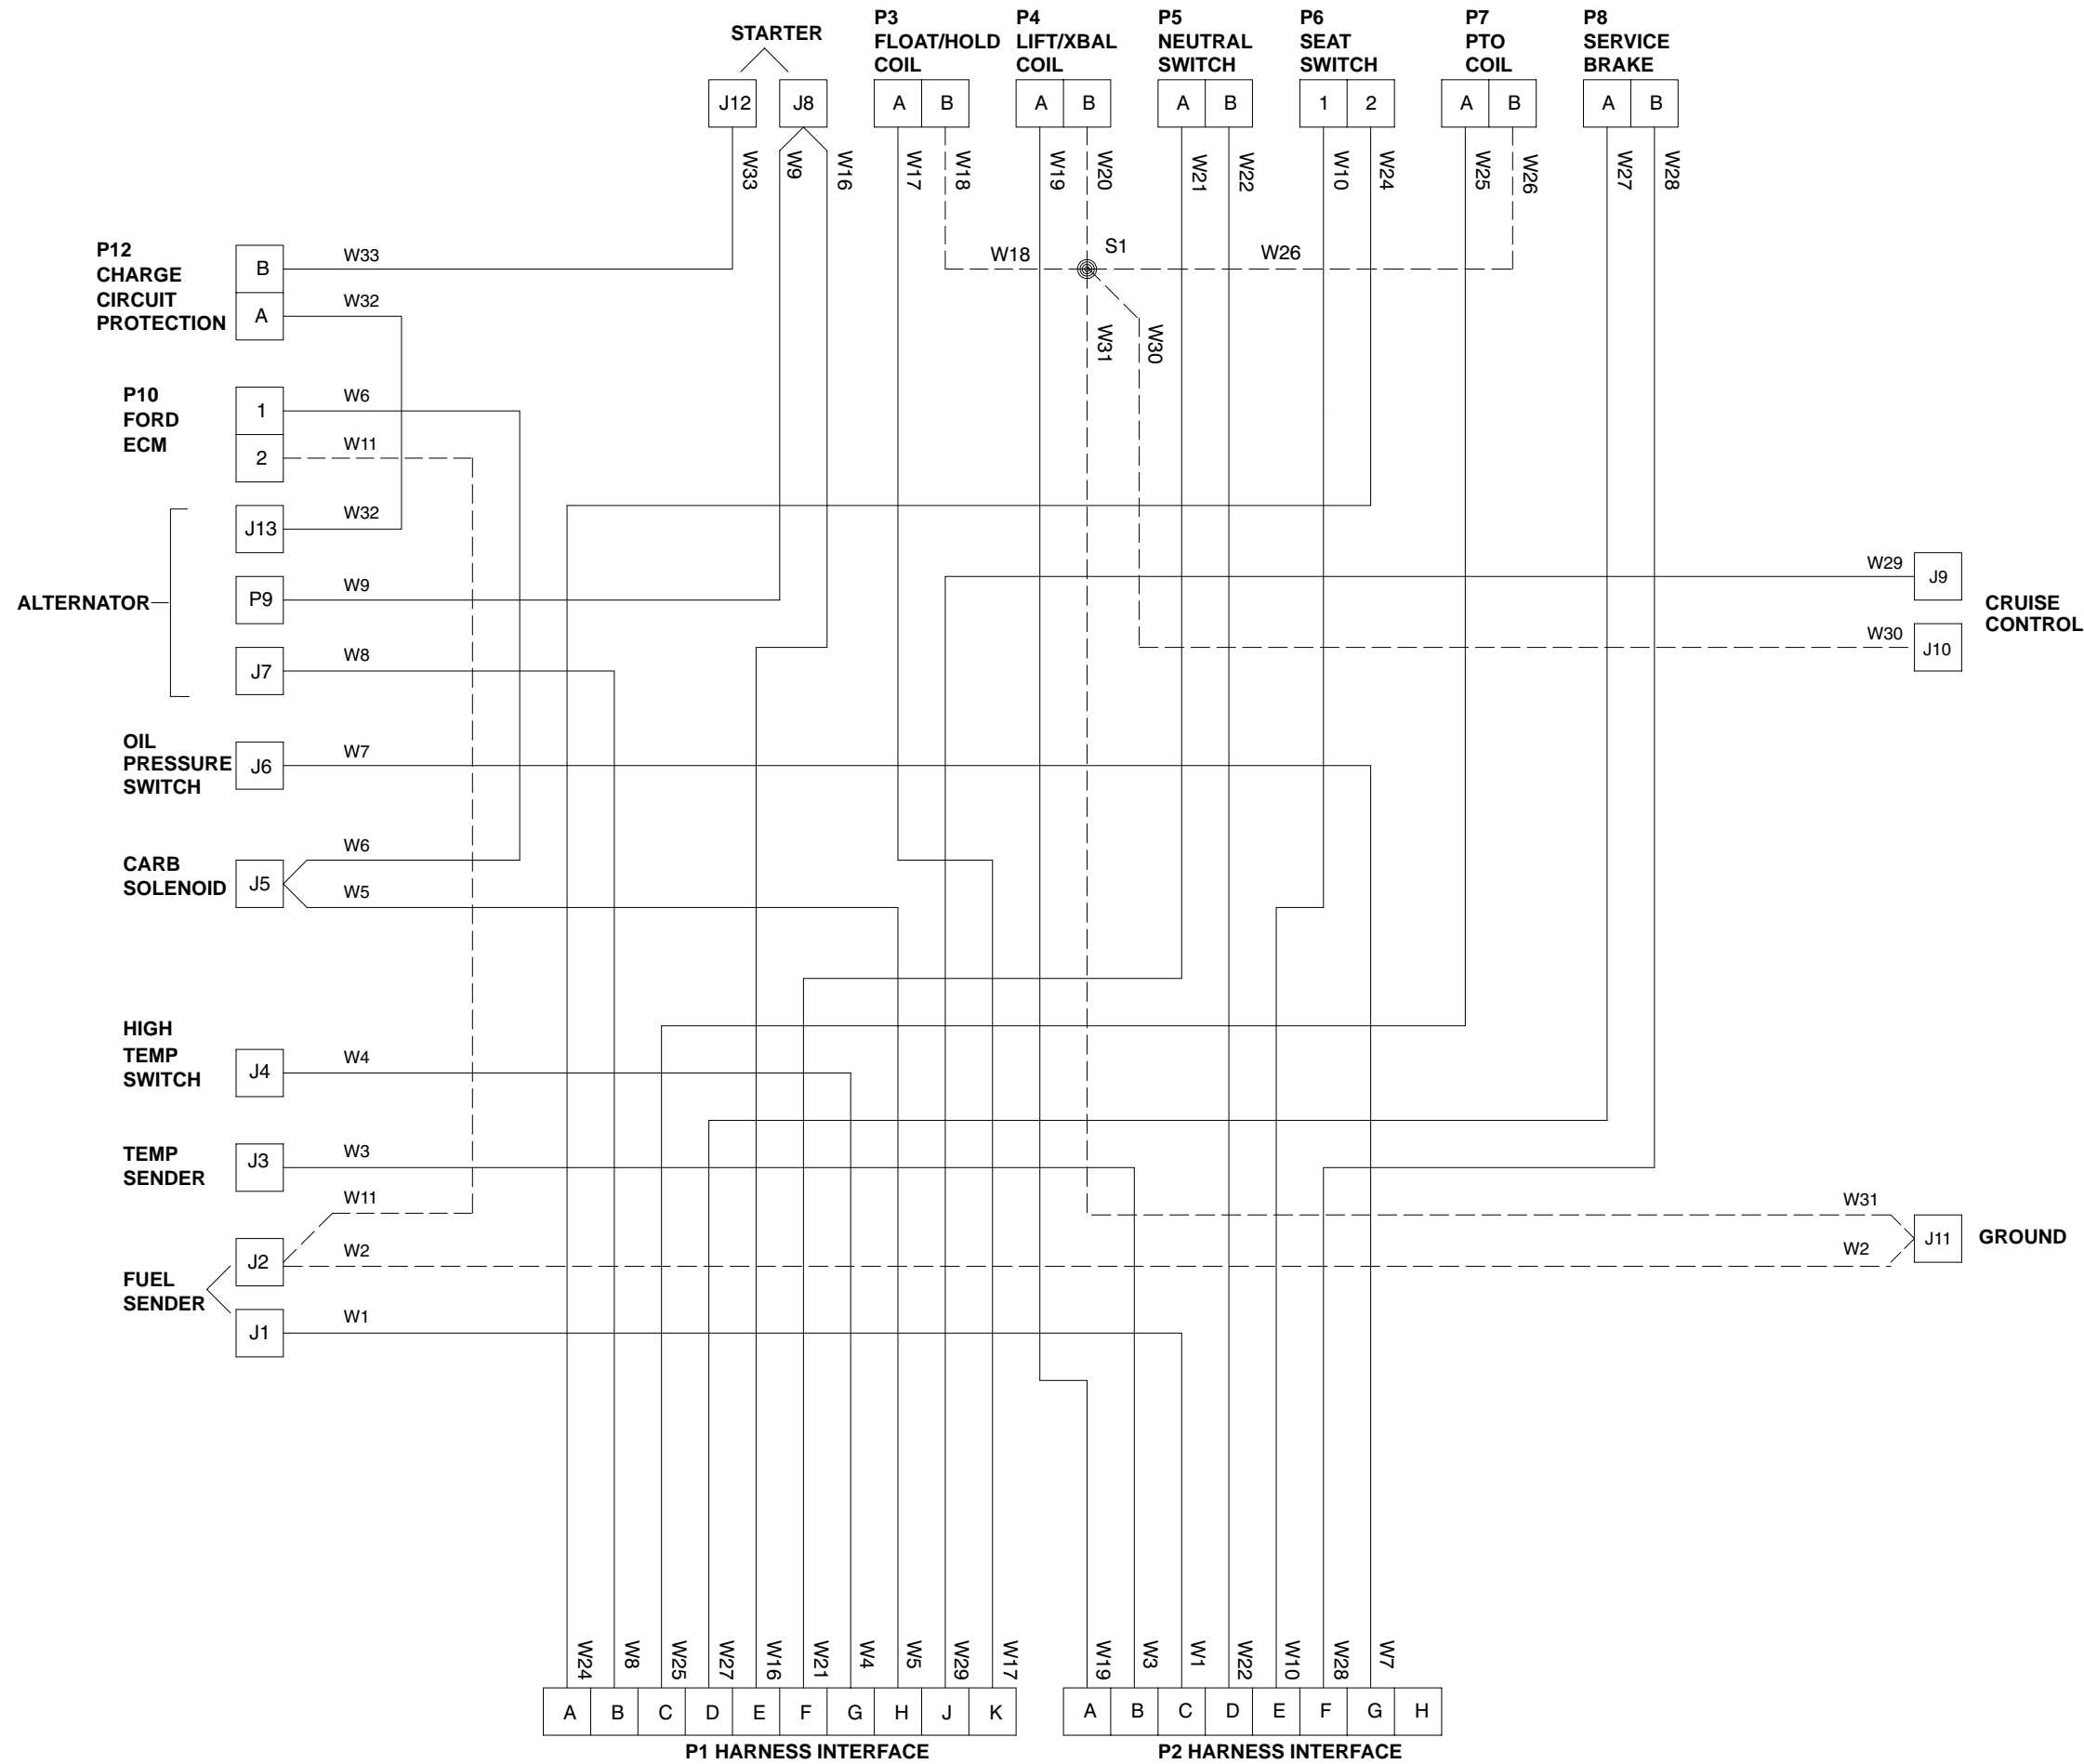 STARTER
P3
FLOAT/HOLD
COIL
P4
LIFT/XBAL
COIL
P5
NEUTRAL
SWITCH
P6
SEAT
SWITCH
P7
PTO
COIL
P8
SERVICE
BRAKE
J12 J8 A B A B A B 1 2 A B A B
W33 W9 W16 W17 W18 W19 W20 W21 W22 W10 W24 W25 W26 W27 W28
P12
CHARGE
CIRCUIT
PROTECTION
B W33
A W32
W18 S1 W26
W31 W30
P10
FORD
ECM
1 W6
2 W11
ALTERNATOR
J13 W32
P9 W9
J7 W8
W29 J9
W30 J10
CRUISE
CONTROL
OIL
PRESSURE
SWITCH
J6 W7
CARB
SOLENOID
J5 W6
W5
HIGH
TEMP
SWITCH
J4 W4
TEMP
SENDER
J3 W3
FUEL
SENDER
W11
J2 W2
J1 W1
W31
W2
J11
GROUND
W24 W8 W25 W27 W16 W21 W4 W5 W29 W17
W19 W3 W1 W22 W10 W28 W7
A B C D E F G H J K
A B C D E F G H
P1 HARNESS INTERFACE
P2 HARNESS INTERFACE